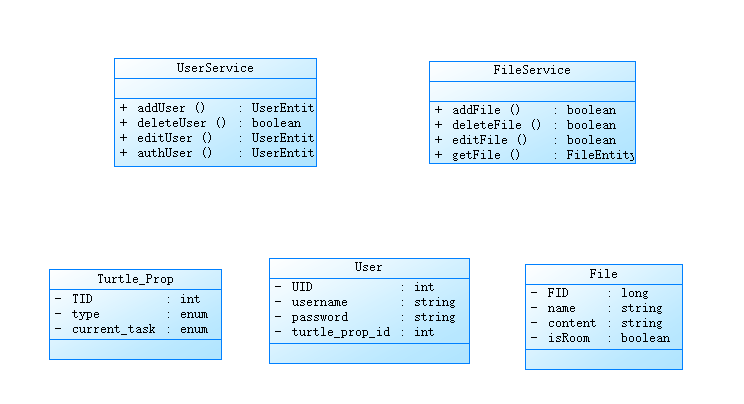 UserService
+ addUser () : UserEntit
+ deleteUser () : boolean
+ editUser () : UserEntit
+ authUser () : UserEntit
FileService
+ addFile () : boolean
+ deleteFile () : boolean
+ editFile () : boolean
+ getFile () : FileEntity
Turtle_Prop
- TID : int
- type : enum
- current_task : enum
User
- UID : int
- username : string
- password : string
- turtle_prop_id : int
File
- FID : long
- name : string
- content : string
- isRoom : boolean